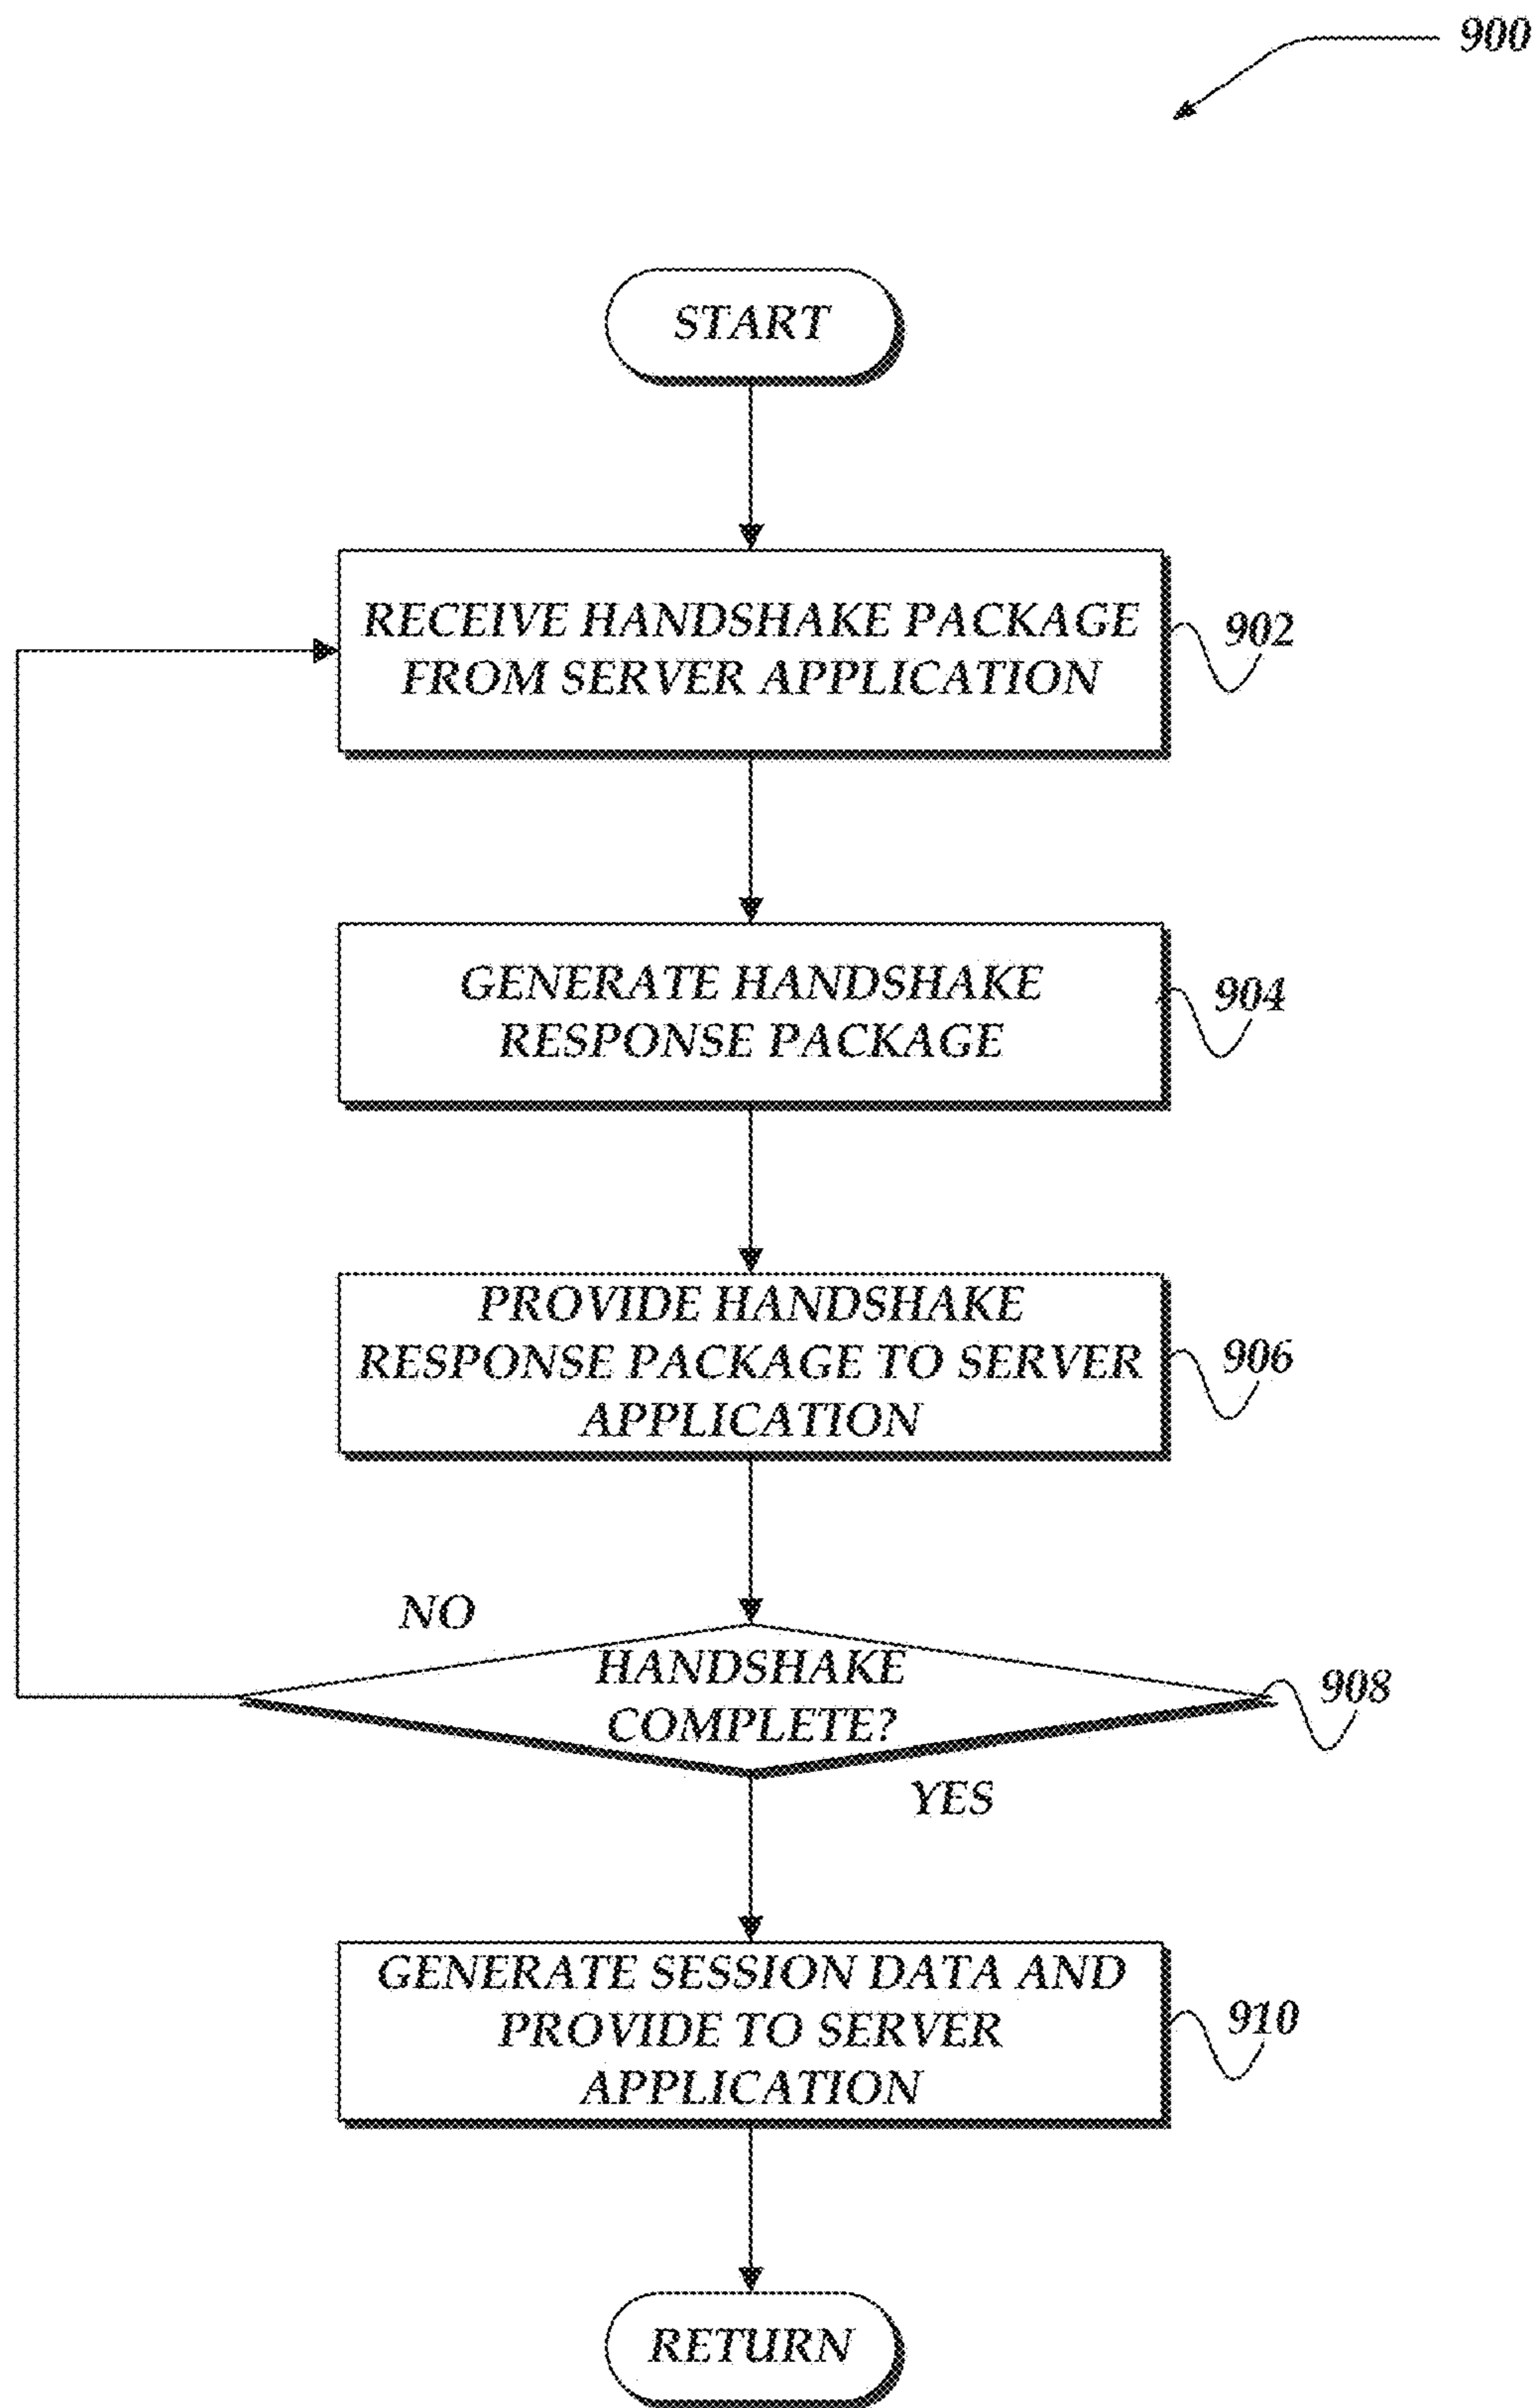 900
START
RECEIVE HANDSHAKE PACKAGE
FROM SERVER APPLICATION
902
GENERATE HANDSHAKE
RESPONSE PACKAGE
904
PROVIDE HANDSHAKE
RESPONSE PACKAGE TO SERVER
APPLICATION
906
NO
HANDSHAKE
COMPLETE?
908
YES
GENERATE SESSION DATA AND
PROVIDE TO SERVER
APPLICATION
910
RETURN